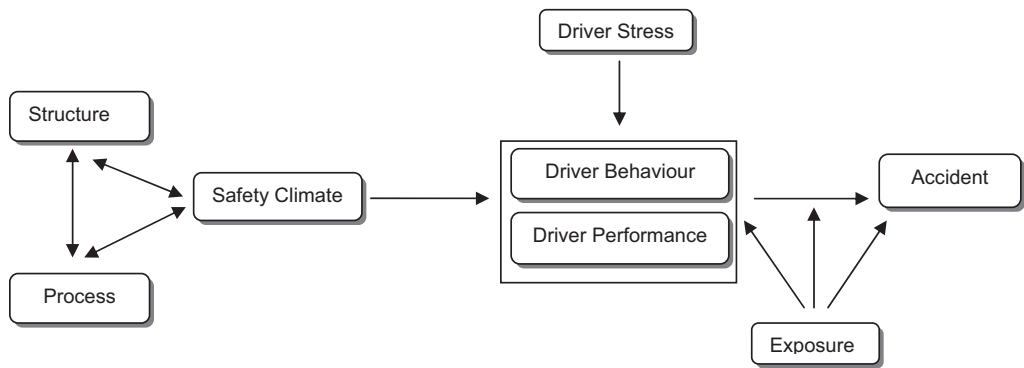 Driver Stress
Structure
Driver Behaviour
Accident
Safety Climate
Driver Performance
Process
Exposure